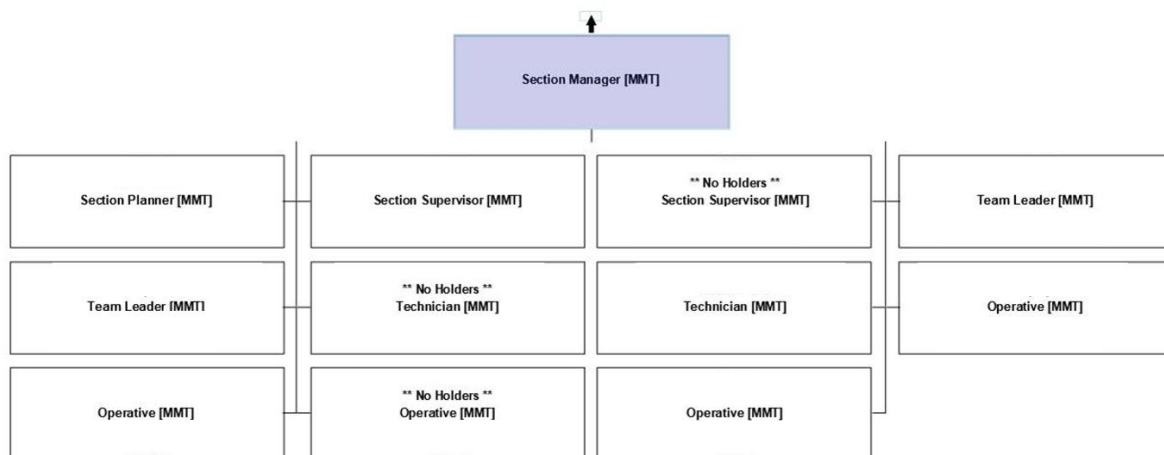 Section Manager [MMT]
Section Planner [MMT]
Section Supervisor [MMT]
** No Holders **
Section Supervisor [MMT]
Team Leader [MMT]
Team Leader [MMT]
** No Holders **
Technician [MMT]
Technician [MMT]
Operative [MMT]
Operative [MMT]
** No Holders **
Operative [MMT]
Operative [MMT]